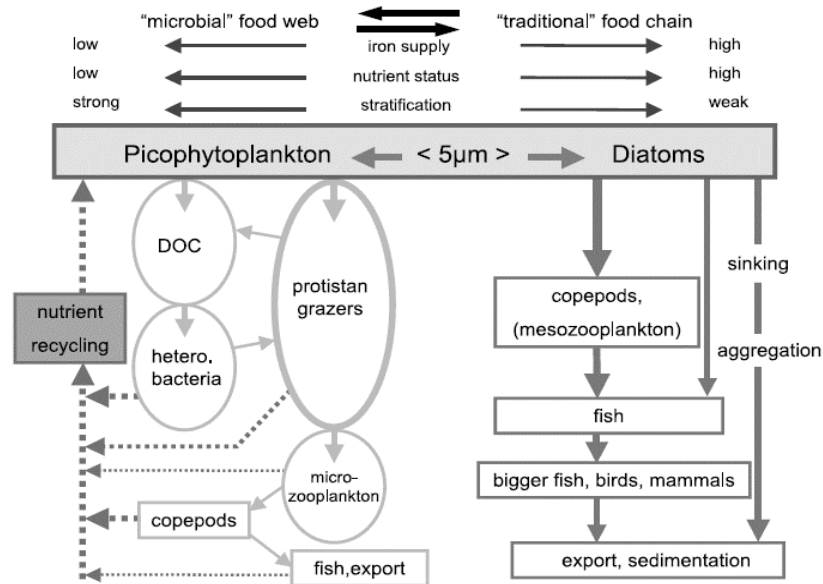 “microbial” food web
“traditional” food chain
low
iron supply
high
low
nutrient status
high
strong
stratification
weak
Picophytoplankton
< 5µm >
Diatoms
DOC
protistan
grazers
nutrient
recycling
hetero.
bacteria
micro-
zooplankton
copepods
fish,export
copepods,
(mesozooplankton)
sinking
aggregation
fish
bigger fish, birds, mammals
export, sedimentation